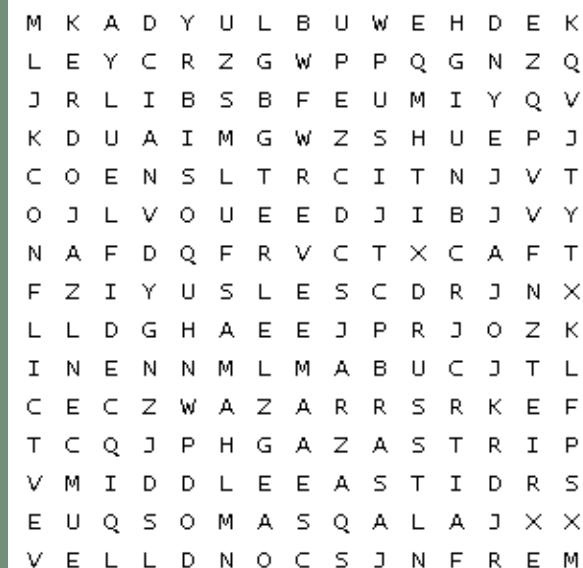 M K A D Y U L B U W E H D E K
L E Y C R Z G W P P Q G N Z Q
J R L I B S B F E U M I Y Q V
K D U A I M G W Z S H U E P J
C O E N S L T R C I T N J V T
O J L V O U E E D J I B J V Y
N A F D Q F R V C T X C A F T
F Z I Y U S L E S C D R J N X
L L D G H A E E J P R J O Z K
I N E N N M L M A B U C J T L
C E C Z W A Z A R R S R K E F
T C Q J P H G A Z A S T R I P
V M I D D L E E A S T I D R S
E U Q S O M A S Q A L A J X X
V E L L D N O C S J N F R E M